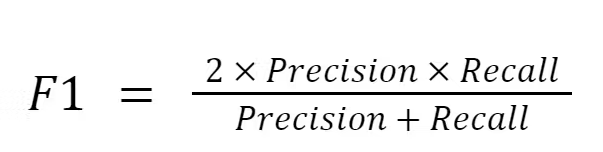 F1 = 2 × Precision × Recall
Precision + Recall